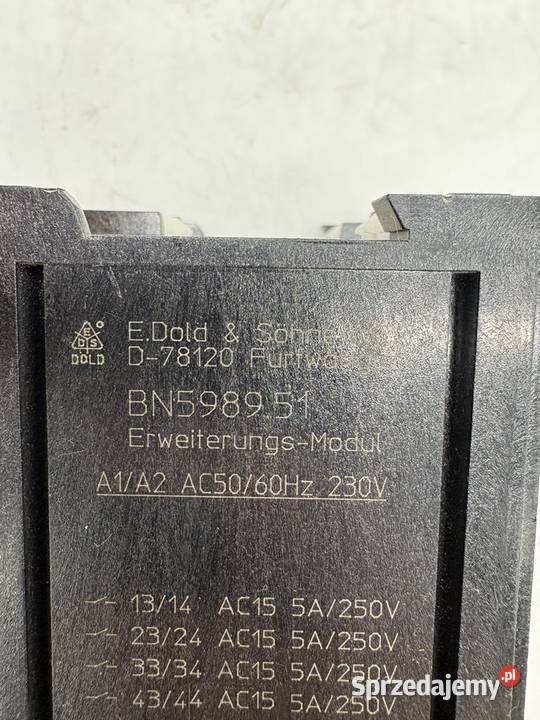 E.Dold & Söhne
DOLD D-78120 Furtwa
BN5989.51
Erweiterungs-Modul
A1/A2 AC50/60Hz 230V
13/14 AC15 5A/250V
23/24 AC15 5A/250V
33/34 AC15 5A/250V
43/44 AC15 5A/250V
Sprzedajemy.pl